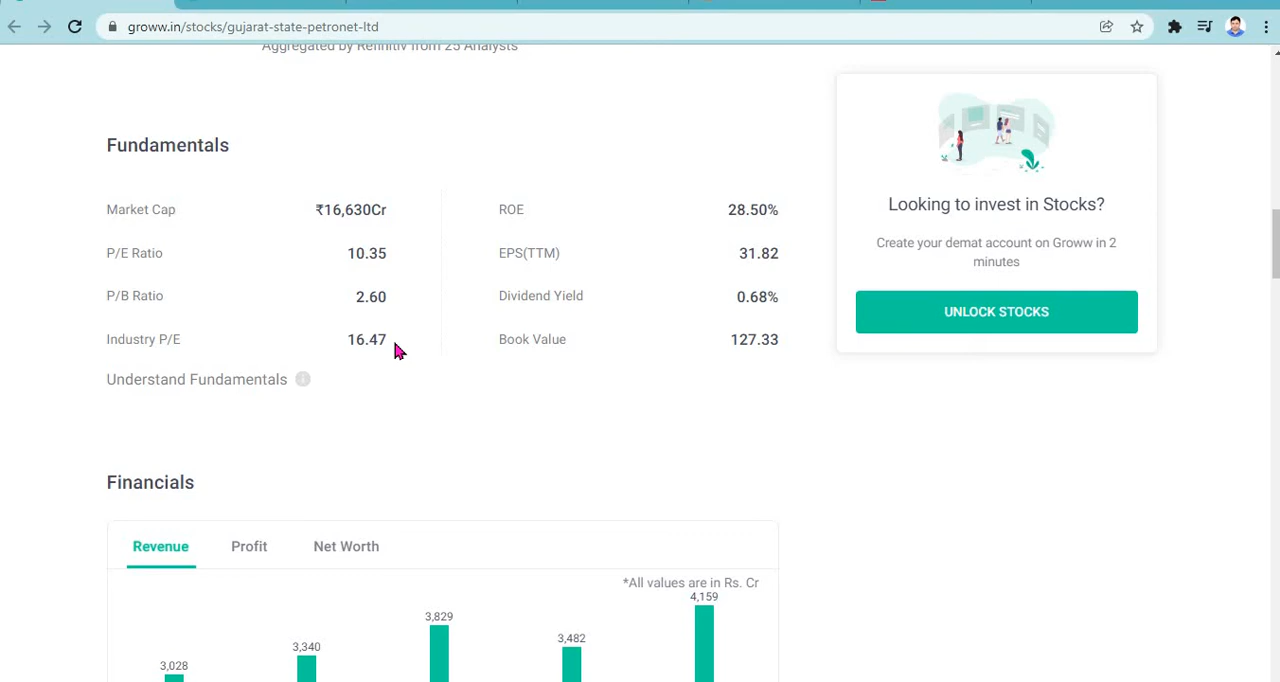 groww.in/stocks/gujarat-state-petronet-ltd
Aggregated by Refinitiv from 25 Analysts
Fundamentals
Market Cap ₹16,630Cr ROE 28.50%
P/E Ratio 10.35 EPS(TTM) 31.82
P/B Ratio 2.60 Dividend Yield 0.68%
Industry P/E 16.47 Book Value 127.33
Understand Fundamentals
Looking to invest in Stocks?
Create your demat account on Groww in 2
minutes
UNLOCK STOCKS
Financials
Revenue Profit Net Worth
*All values are in Rs. Cr
3,028
3,340
3,829
3,482
4,159